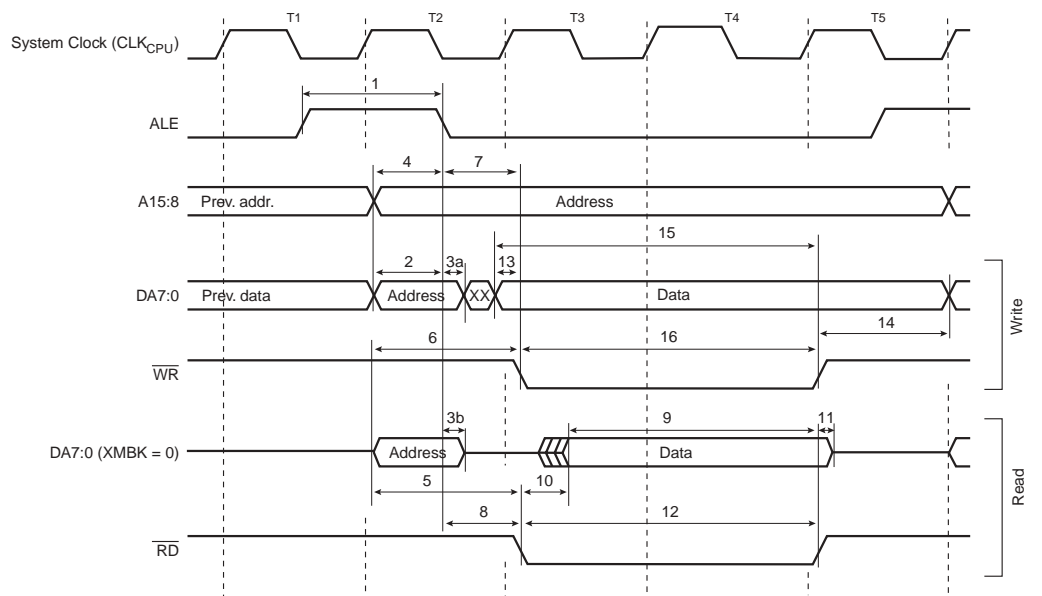 T1 T2 T3 T4 T5
System Clock (CLKCPU)
1
ALE
4 7
A15:8 Prev. addr. Address
15
2 3a 13
DA7:0 Prev. data Address XX Data
14
6 16
WR
Write
3b 9 11
DA7:0 (XMBK = 0) Address Data
5 10
8 12
RD
Read